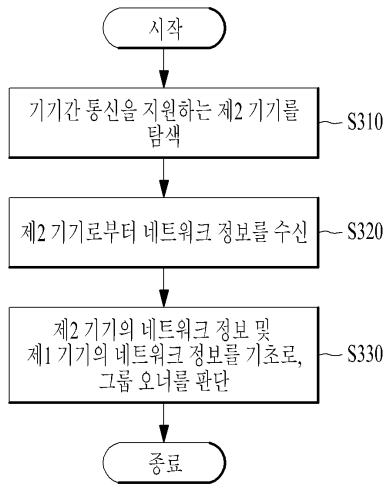 시작
기기간 통신을 지원하는 제2 기기를
탐색
S310
제2 기기로부터 네트워크 정보를 수신
S320
제2 기기의 네트워크 정보 및
제1 기기의 네트워크 정보를 기초로,
그룹 오너를 판단
S330
종료